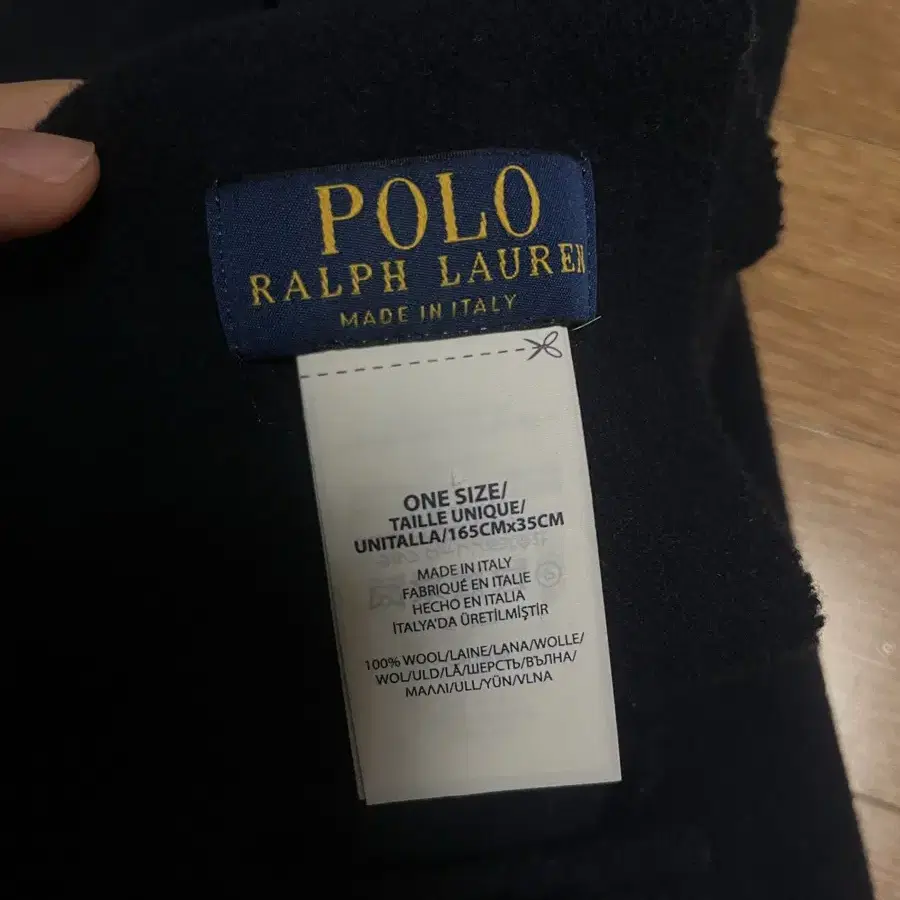 POLO
RALPH LAUREN
MADE IN ITALY
ONE SIZE/
TAILLE UNIQUE/
UNITALLA/165CMx35CM
MADE IN ITALY
FABRIQUÉ EN ITALIE
HECHO EN ITALIA
İTALYA'DA ÜRETİLMİŞTİR
100% WOOL/LAINE/LANA/WOLLE/
WOL/ULD/LÃ/ШЕРСТЬ/ВЪЛНА/
ΜΑΛΛΙ/ULL/YÜN/VLNA